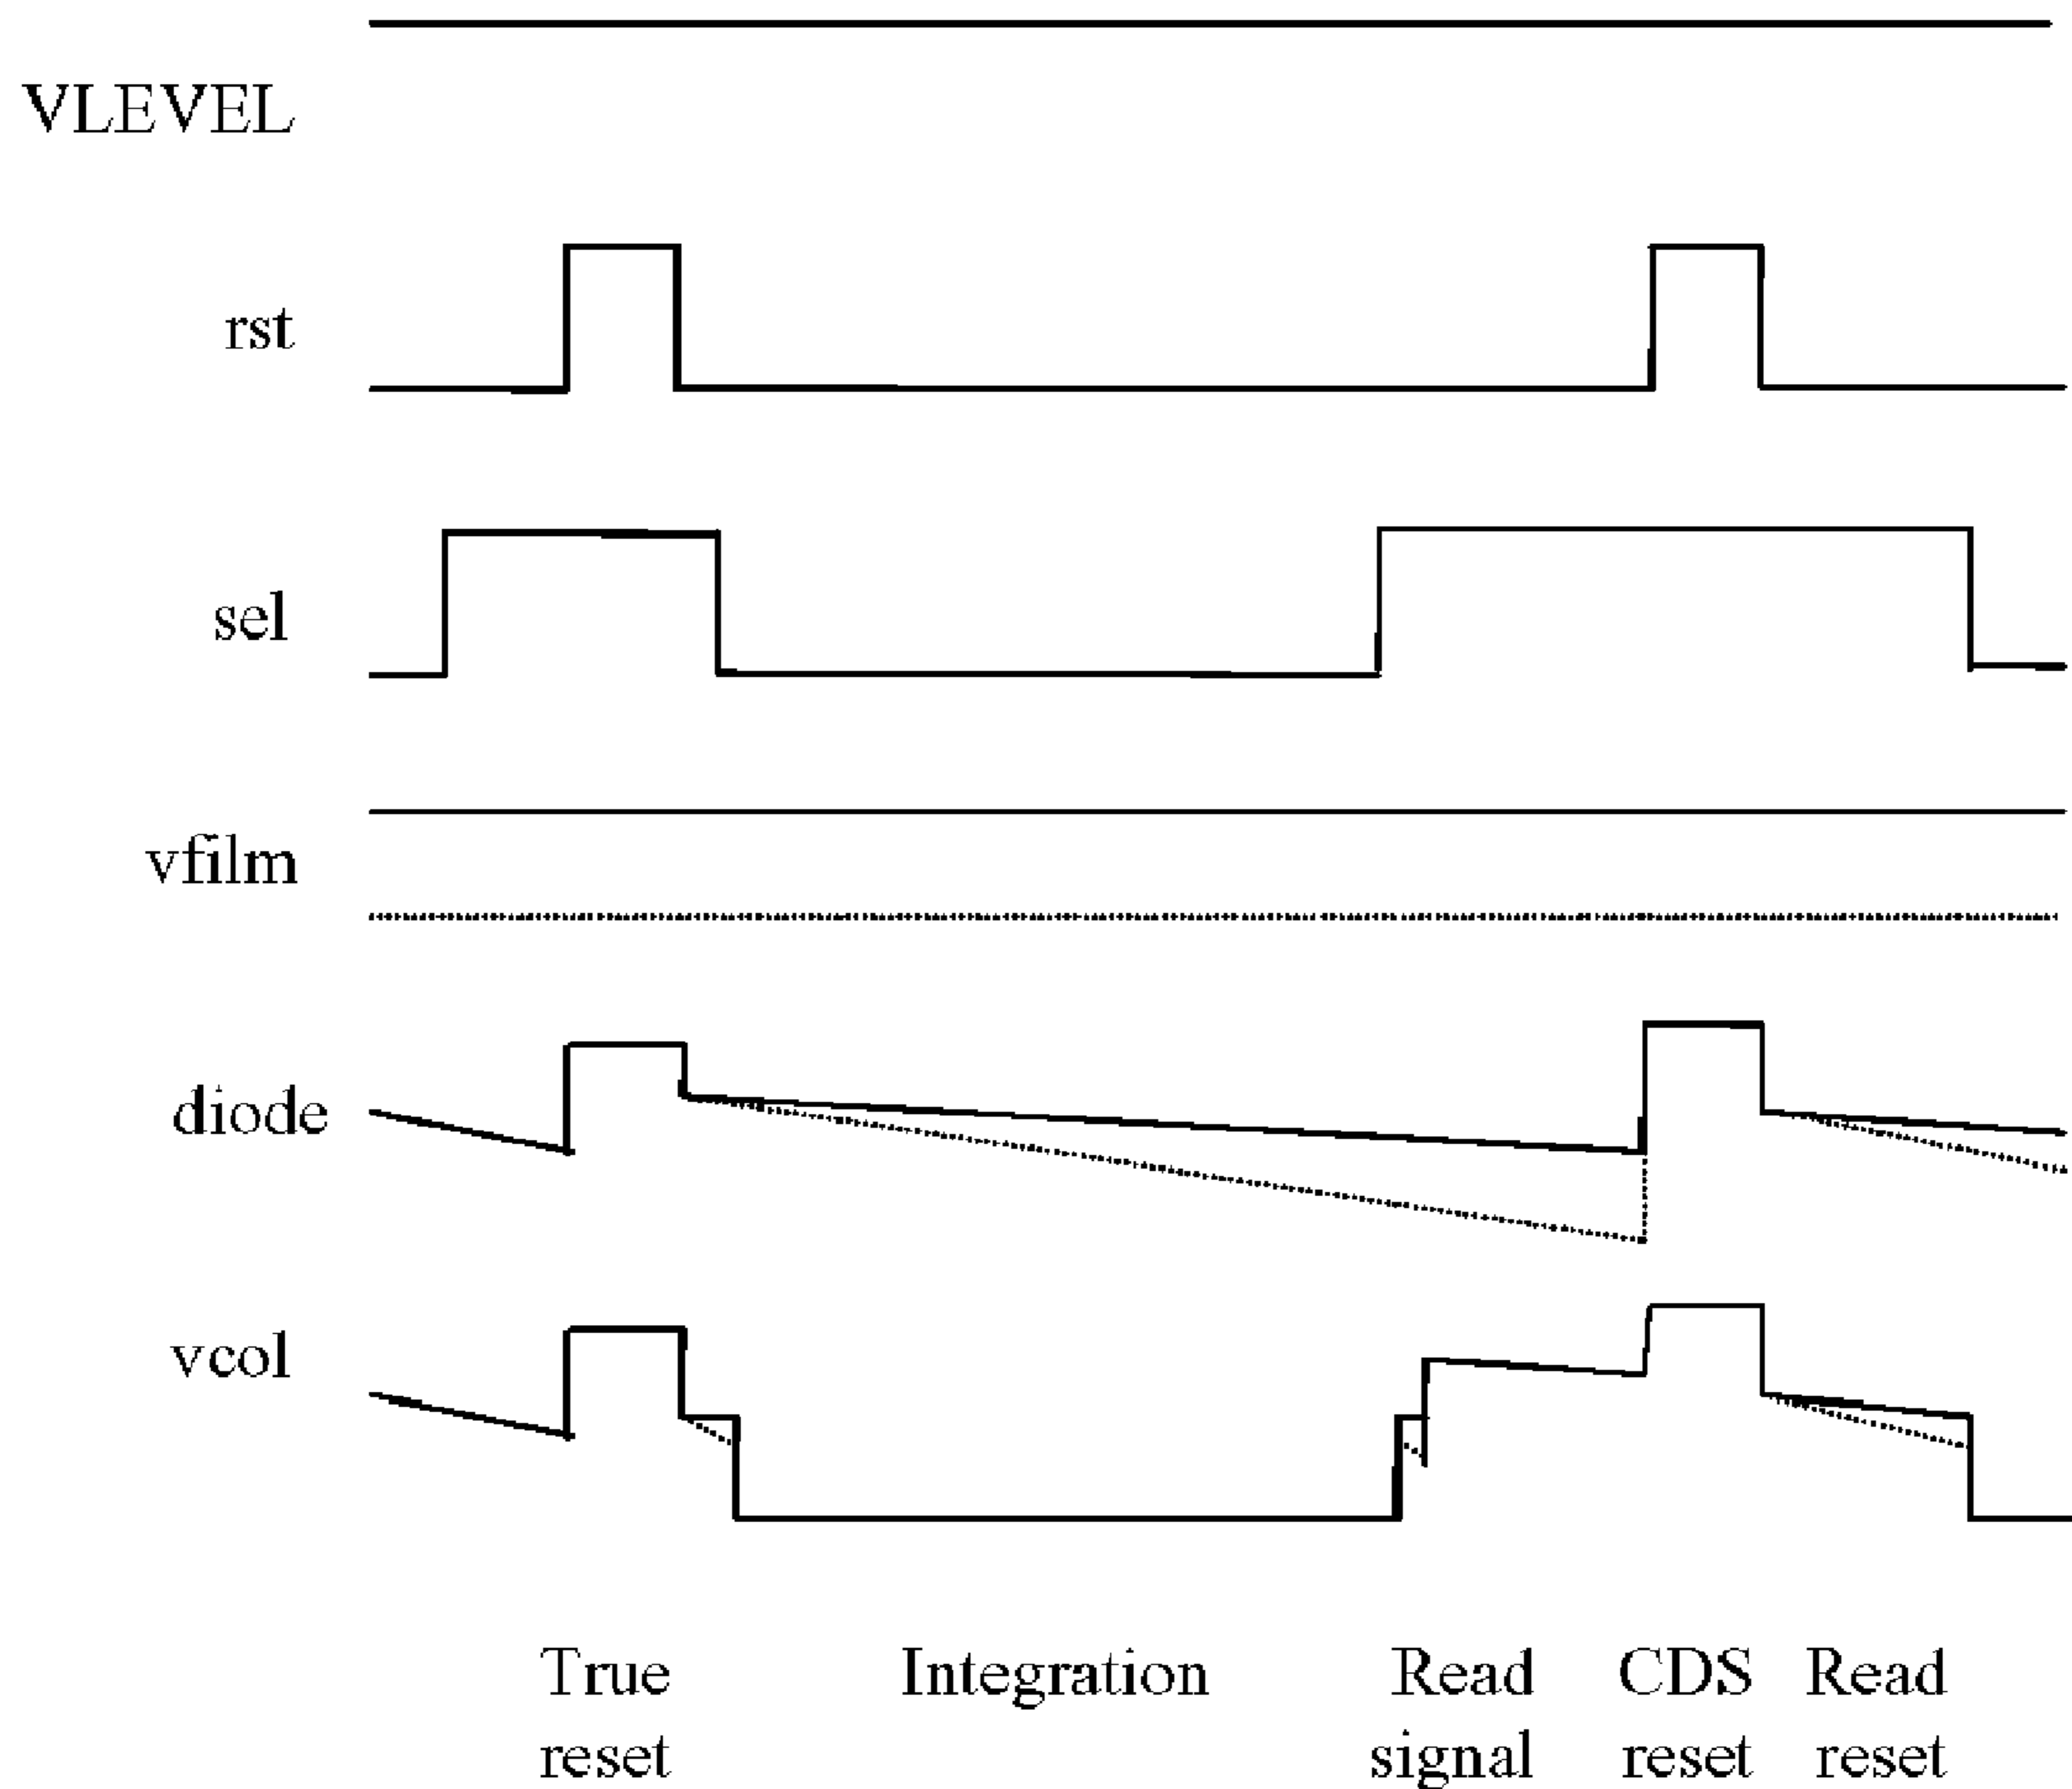 VLEVEL
rst
sel
vfilm
diode
vcol
True Integration Read CDS Read
reset signal reset reset